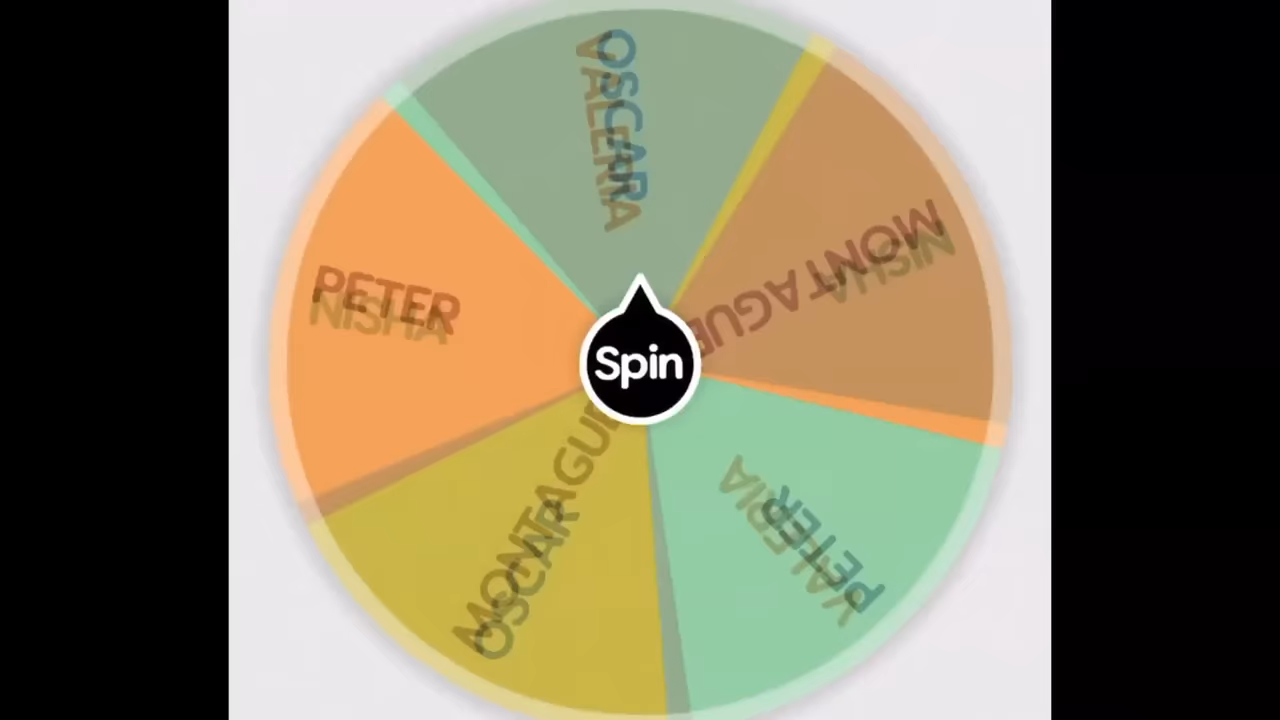 OSCAR
VALERIA
MONTAGUE
NISHA
PETER
NISHA
Spin
MONTAGUE
OSCAR
VALERIA
PETER